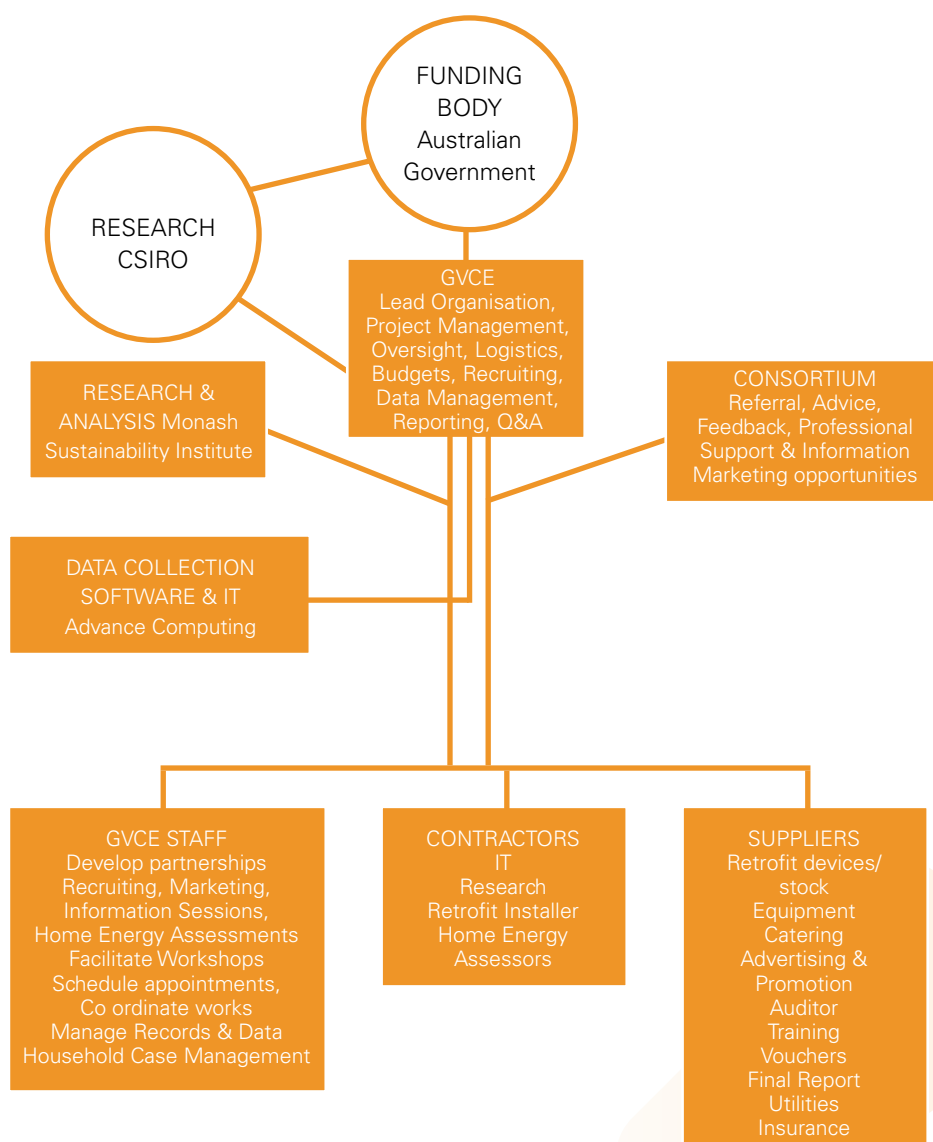 FUNDING
BODY
Australian
Government
RESEARCH
CSIRO
GVCE
Lead Organisation,
Project Management,
Oversight, Logistics,
Budgets, Recruiting,
Data Management,
Reporting, Q&A
RESEARCH &
ANALYSIS Monash
Sustainability Institute
CONSORTIUM
Referral, Advice,
Feedback, Professional
Support & Information
Marketing opportunities
DATA COLLECTION
SOFTWARE & IT
Advance Computing
GVCE STAFF
Develop partnerships
Recruiting, Marketing,
Information Sessions,
Home Energy Assessments
Facilitate Workshops
Schedule appointments,
Co ordinate works
Manage Records & Data
Household Case Management
CONTRACTORS
IT
Research
Retrofit Installer
Home Energy
Assessors
SUPPLIERS
Retrofit devices/
stock
Equipment
Catering
Advertising &
Promotion
Auditor
Training
Vouchers
Final Report
Utilities
Insurance